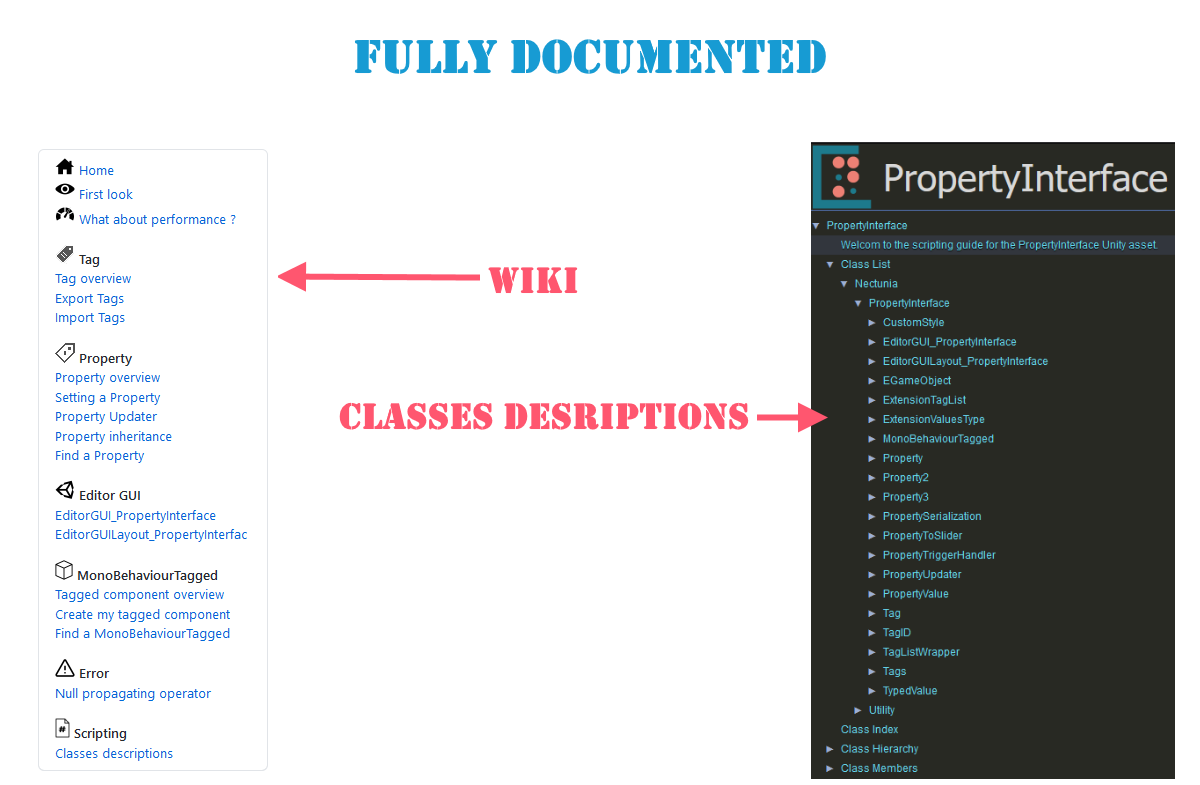 FULLY DOCUMENTED
Home
First look
What about performance ?
Tag
Tag overview
Export Tags
Import Tags
Property
Property overview
Setting a Property
Property Updater
Property inheritance
Find a Property
Editor GUI
EditorGUI_PropertyInterface
EditorGUILayout_PropertyInterfac
MonoBehaviourTagged
Tagged component overview
Create my tagged component
Find a MonoBehaviourTagged
Error
Null propagating operator
#
Scripting
Classes descriptions
WIKI
CLASSES DESRIPTIONS
PropertyInterface
PropertyInterface
Welcom to the scripting guide for the PropertyInterface Unity asset.
Class List
Nectunia
PropertyInterface
CustomStyle
EditorGUI_PropertyInterface
EditorGUILayout_PropertyInterface
EGameObject
ExtensionTagList
ExtensionValuesType
MonoBehaviourTagged
Property
Property2
Property3
PropertySerialization
PropertyToSlider
PropertyTriggerHandler
PropertyUpdater
PropertyValue
Tag
TagID
TagListWrapper
Tags
TypedValue
Utility
Class Index
Class Hierarchy
Class Members